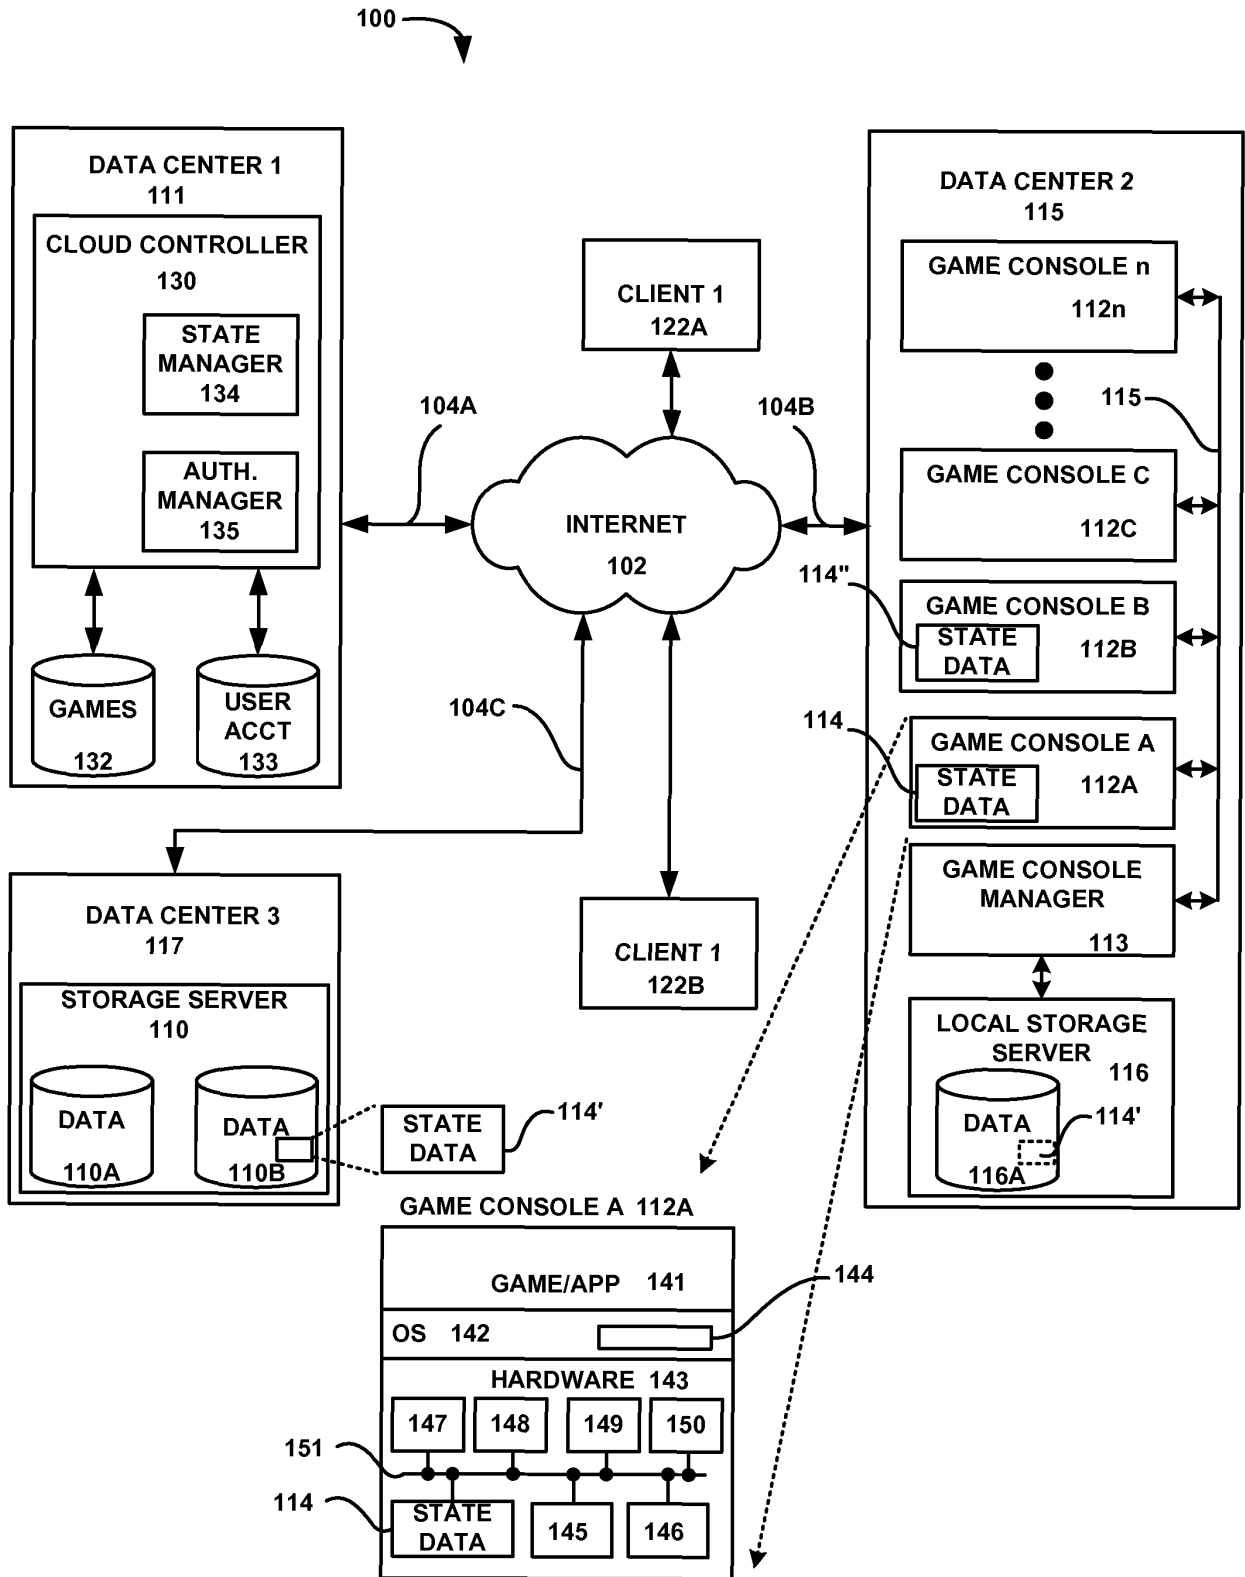 100
DATA CENTER 1
111
CLOUD CONTROLLER
130
STATE
MANAGER
134
AUTH.
MANAGER
135
GAMES
132
USER
ACCT
133
104A
CLIENT 1
122A
104B
INTERNET
102
104C
CLIENT 1
122B
DATA CENTER 2
115
GAME CONSOLE n
112n
115
GAME CONSOLE C
112C
114"
GAME CONSOLE B
STATE
DATA
112B
114
GAME CONSOLE A
STATE
DATA
112A
GAME CONSOLE
MANAGER
113
LOCAL STORAGE
SERVER
116
DATA
116A
114'
DATA CENTER 3
117
STORAGE SERVER
110
DATA
110A
DATA
110B
STATE
DATA
114'
GAME CONSOLE A 112A
GAME/APP 141
144
OS 142
HARDWARE 143
147 148 149 150
151
114
STATE
DATA
145 146